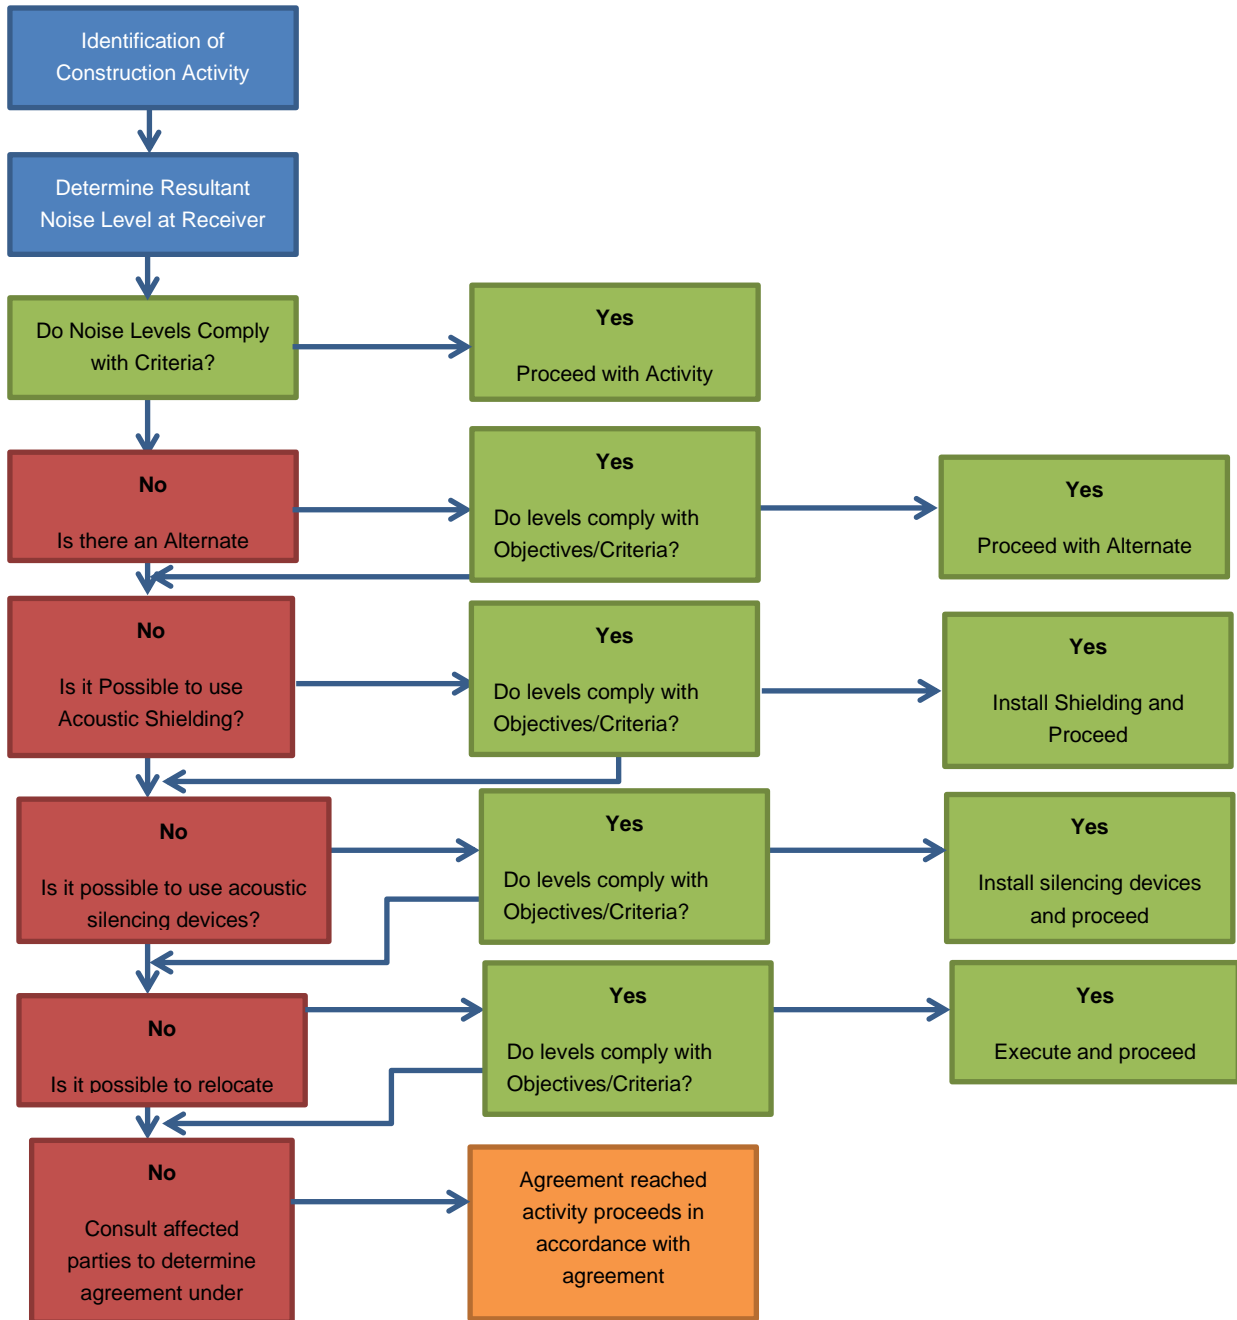 Identification of
Construction Activity
Determine Resultant
Noise Level at Receiver
Do Noise Levels Comply
with Criteria?
Yes
Proceed with Activity
No
Is there an Alternate
Yes
Do levels comply with
Objectives/Criteria?
Yes
Proceed with Alternate
No
Is it Possible to use
Acoustic Shielding?
Yes
Do levels comply with
Objectives/Criteria?
Yes
Install Shielding and
Proceed
No
Is it possible to use acoustic
silencing devices?
Yes
Do levels comply with
Objectives/Criteria?
Yes
Install silencing devices
and proceed
No
Is it possible to relocate
Yes
Do levels comply with
Objectives/Criteria?
Yes
Execute and proceed
No
Consult affected
parties to determine
agreement under
Agreement reached
activity proceeds in
accordance with
agreement